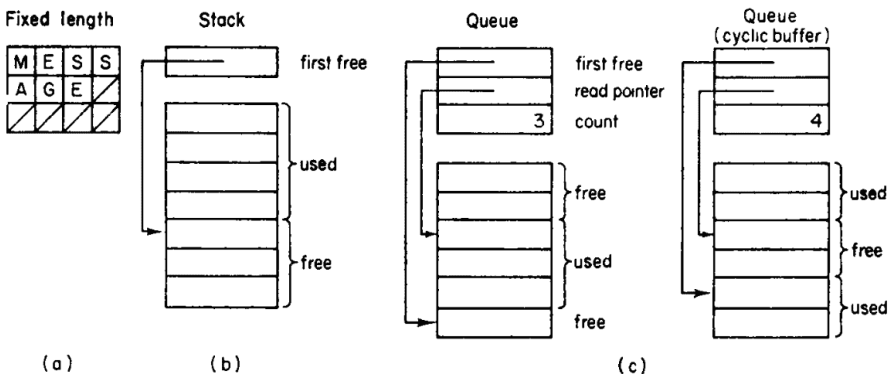 Fixed length
M E S S
A G E
Stack
first free
used
free
(a)
(b)
Queue
first free
read pointer
3
count
free
used
free
Queue
(cyclic buffer)
4
used
free
used
(c)